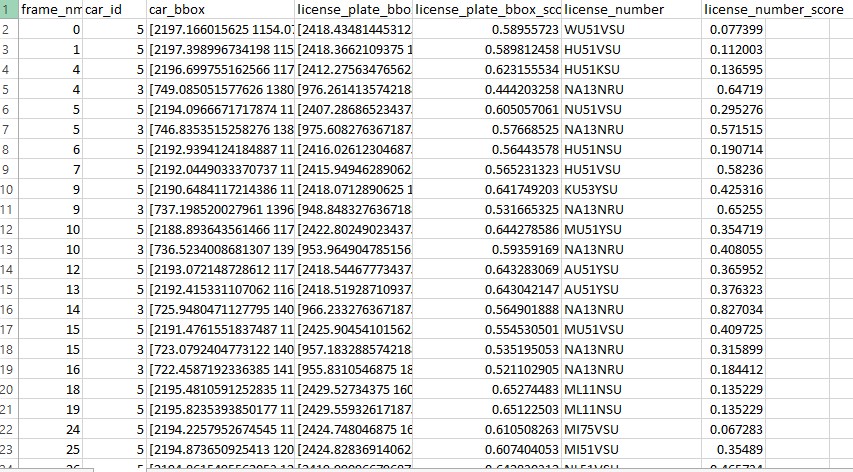 1 frame_nm car_id car_bbox license_plate_bbo license_plate_bbox_sco license_number license_number_score
2 0 5 [2197.166015625 1154.07 [2418.43481445312 0.58955723 WU51VSU 0.077399
3 1 5 [2197.398996734198 115 [2418.3662109375 1 0.589812458 HU51VSU 0.112003
4 4 5 [2196.699755162566 117 [2412.27563476562 0.623155534 HU51KSU 0.136595
5 4 3 [749.085051577626 1380 [976.261413574218 0.444203258 NA13NRU 0.64719
6 5 5 [2194.0966671717874 11 [2407.28686523437 0.605057061 NU51VSU 0.295276
7 5 3 [746.8353515258276 138 [975.608276367187 0.57668525 NA13NRU 0.571515
8 6 5 [2192.9394124184887 11 [2416.02612304687 0.56443578 HU51NSU 0.190714
9 7 5 [2192.0449033370737 11 [2415.94946289062 0.565231323 HU51VSU 0.58236
10 9 5 [2190.6484117214386 11 [2418.0712890625 1 0.641749203 KU53YSU 0.425316
11 9 3 [737.198520027961 1396 [948.848327636718 0.531665325 NA13NRU 0.65255
12 10 5 [2188.893643561466 117 [2422.80249023437 0.644278586 MU51YSU 0.354719
13 10 3 [736.5234008681307 139 [953.964904785156 0.59359169 NA13NRU 0.408055
14 12 5 [2193.072148728612 117 [2418.54467773437 0.643283069 AU51YSU 0.365952
15 13 5 [2192.415331107062 116 [2418.51928710937 0.643042147 AU51YSU 0.376323
16 14 3 [725.9480471127795 140 [966.233276367187 0.564901888 NA13NRU 0.827034
17 15 5 [2191.4761551837487 11 [2425.90454101562 0.554530501 MU51VSU 0.409725
18 15 3 [723.0792404773122 140 [957.183288574218 0.535195053 NA13NRU 0.315899
19 16 3 [722.4587192336385 141 [955.8310546875 18 0.521102905 NA13NRU 0.184412
20 18 5 [2195.4810591252835 11 [2429.52734375 160 0.65274483 ML11NSU 0.135229
21 19 5 [2195.8235393850177 11 [2429.55932617187 0.65122503 ML11NSU 0.135229
22 24 5 [2194.2257952674545 11 [2424.748046875 16 0.610508263 MI75VSU 0.067283
23 25 5 [2194.873650925413 120 [2424.82836914062 0.607404053 MI51VSU 0.35489